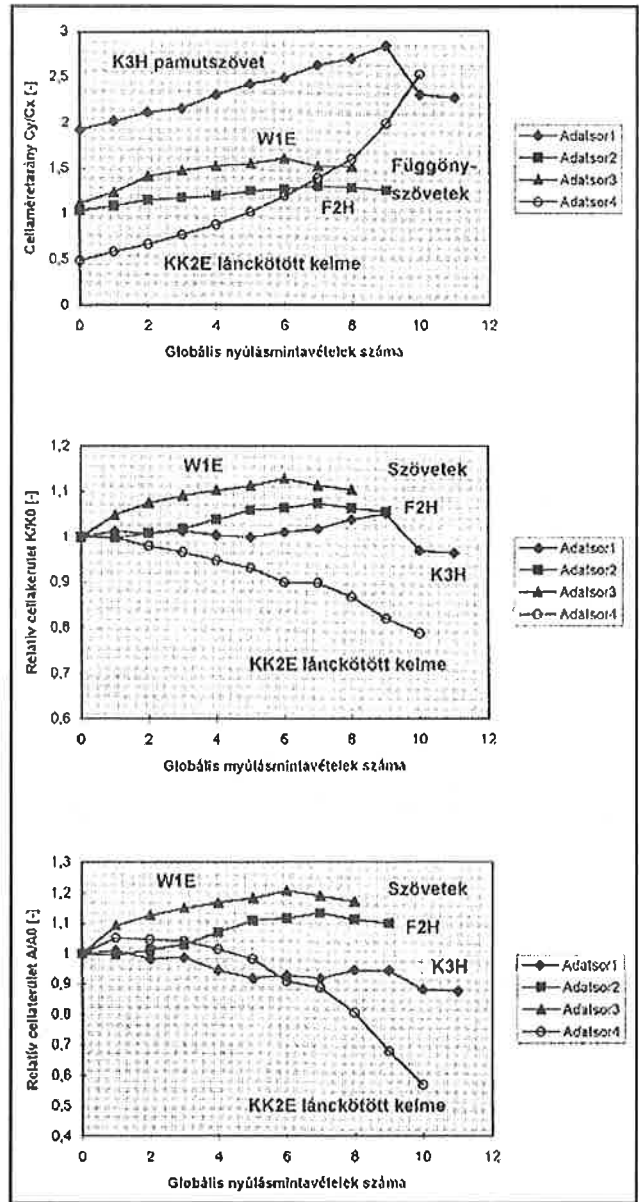 3
2,5
2
1,5
1
0,5
0
Cellaméretarány Cy/Cx [-]
K3H pamutszövet
W1E
F2H
Függöny-
szövetek
KK2E lánckötött kelme
0 2 4 6 8 10 12
Globális nyúlásmintavételek száma
Adatsor1
Adatsor2
Adatsor3
Adatsor4
1,2
1,1
1
0,9
0,8
0,7
0,6
Relatív cellakerület K/K0 [-]
W1E
Szövetek
F2H
K3H
KK2E lánckötött kelme
0 2 4 6 8 10 12
Globális nyúlásmintavételek száma
Adatsor1
Adatsor2
Adatsor3
Adatsor4
1,3
1,2
1,1
1
0,9
0,8
0,7
0,6
0,5
0,4
Relatív cellaterület A/A0 [-]
W1E
Szövetek
F2H
K3H
KK2E lánckötött kelme
0 2 4 6 8 10 12
Globális nyúlásmintavételek száma
Adatsor1
Adatsor2
Adatsor3
Adatsor4